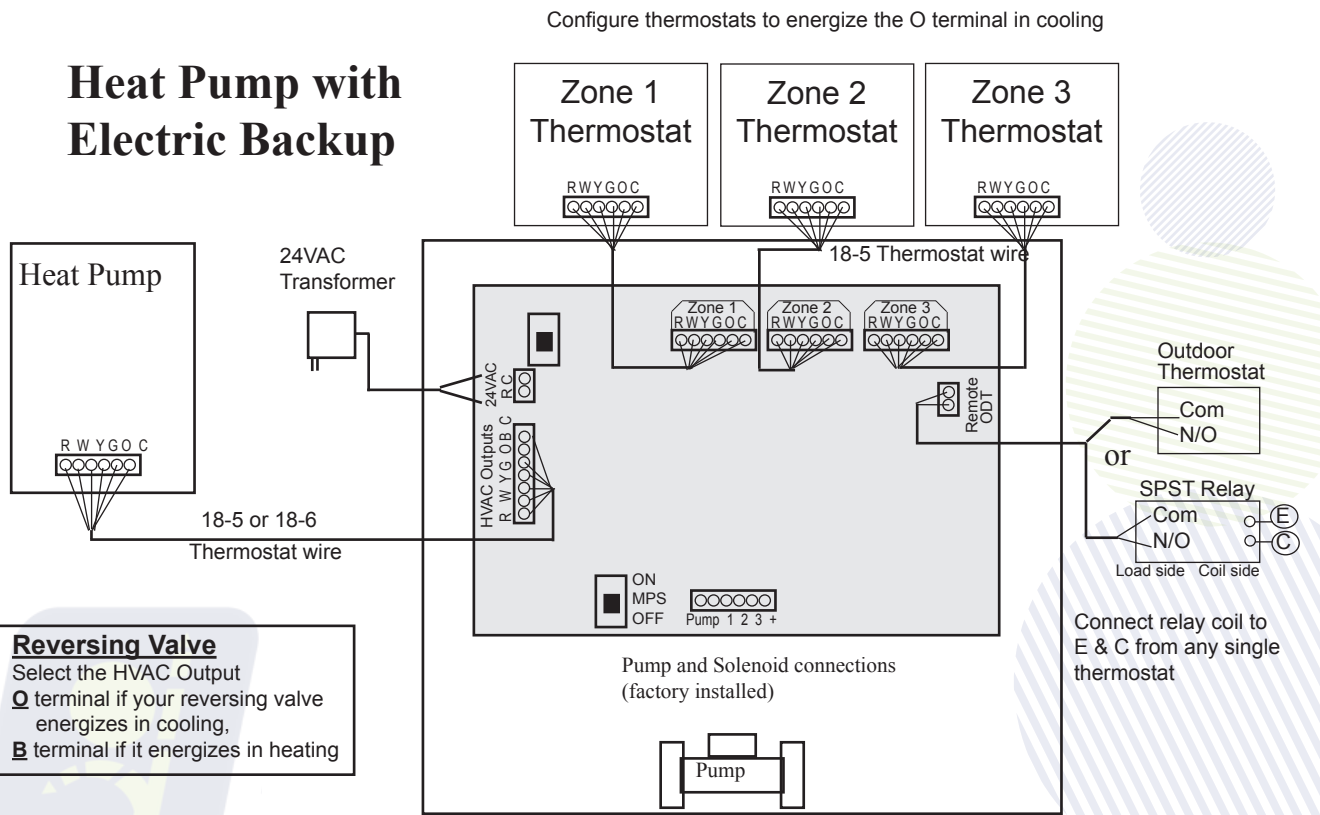 Configure thermostats to energize the O terminal in cooling
Heat Pump with
Electric Backup
Zone 1
Thermostat
RWYGOC
Zone 2
Thermostat
RWYGOC
Zone 3
Thermostat
RWYGOC
18-5 Thermostat wire
Heat Pump
R W Y G O C
24VAC
Transformer
18-5 or 18-6
Thermostat wire
Zone 1
RWYGOC
Zone 2
RWYGOC
Zone 3
RWYGOC
24VAC
R C
HVAC Outputs
R W Y G O B C
Remote
ODT
ON
MPS
OFF
Pump 1 2 3 +
Outdoor
Thermostat
Com
N/O
or
SPST Relay
Com
N/O
E
C
Load side Coil side
Connect relay coil to
E & C from any single
thermostat
Reversing Valve
Select the HVAC Output
O terminal if your reversing valve
energizes in cooling,
B terminal if it energizes in heating
Pump and Solenoid connections
(factory installed)
Pump